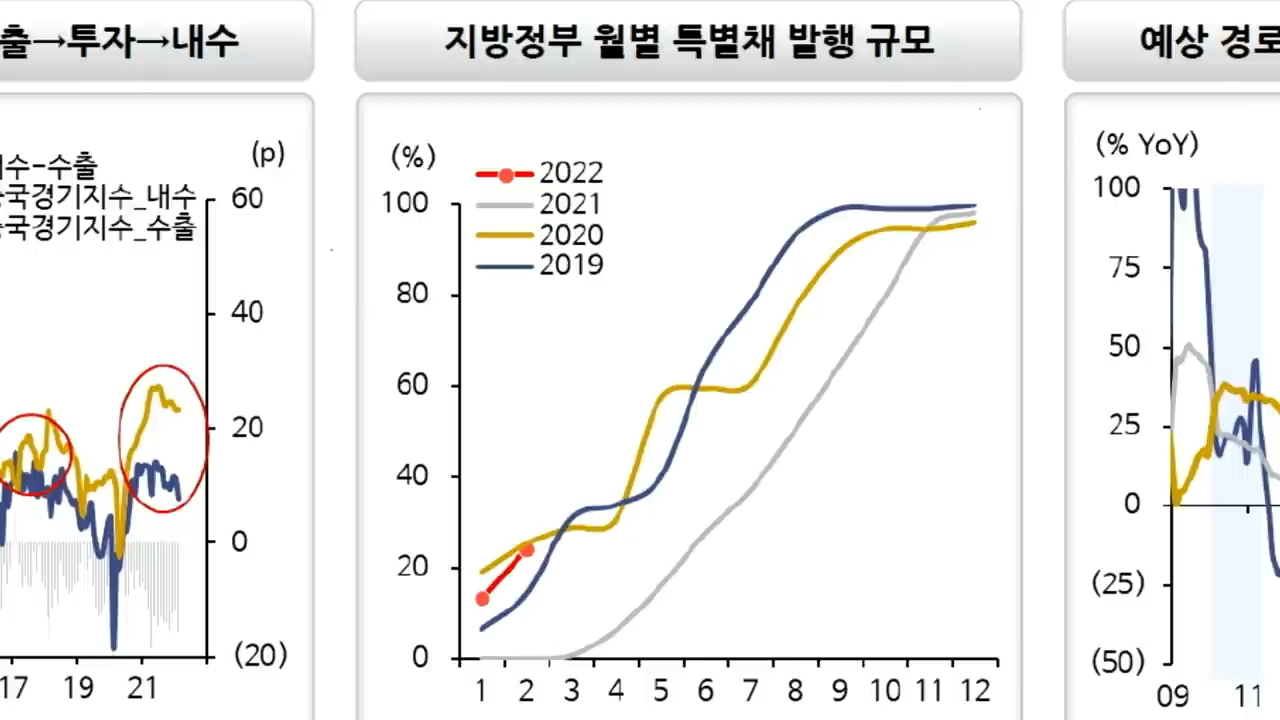 출→투자→내수
수-수출
국경기지수_내수
국경기지수_수출
(p)
60
40
20
0
(20)
17 19 21
지방정부 월별 특별채 발행 규모
(%)
2022
2021
2020
2019
100
80
60
40
20
0
1 2 3 4 5 6 7 8 9 10 11 12
예상 경로
(% YoY)
100
75
50
25
0
(25)
(50)
09 11